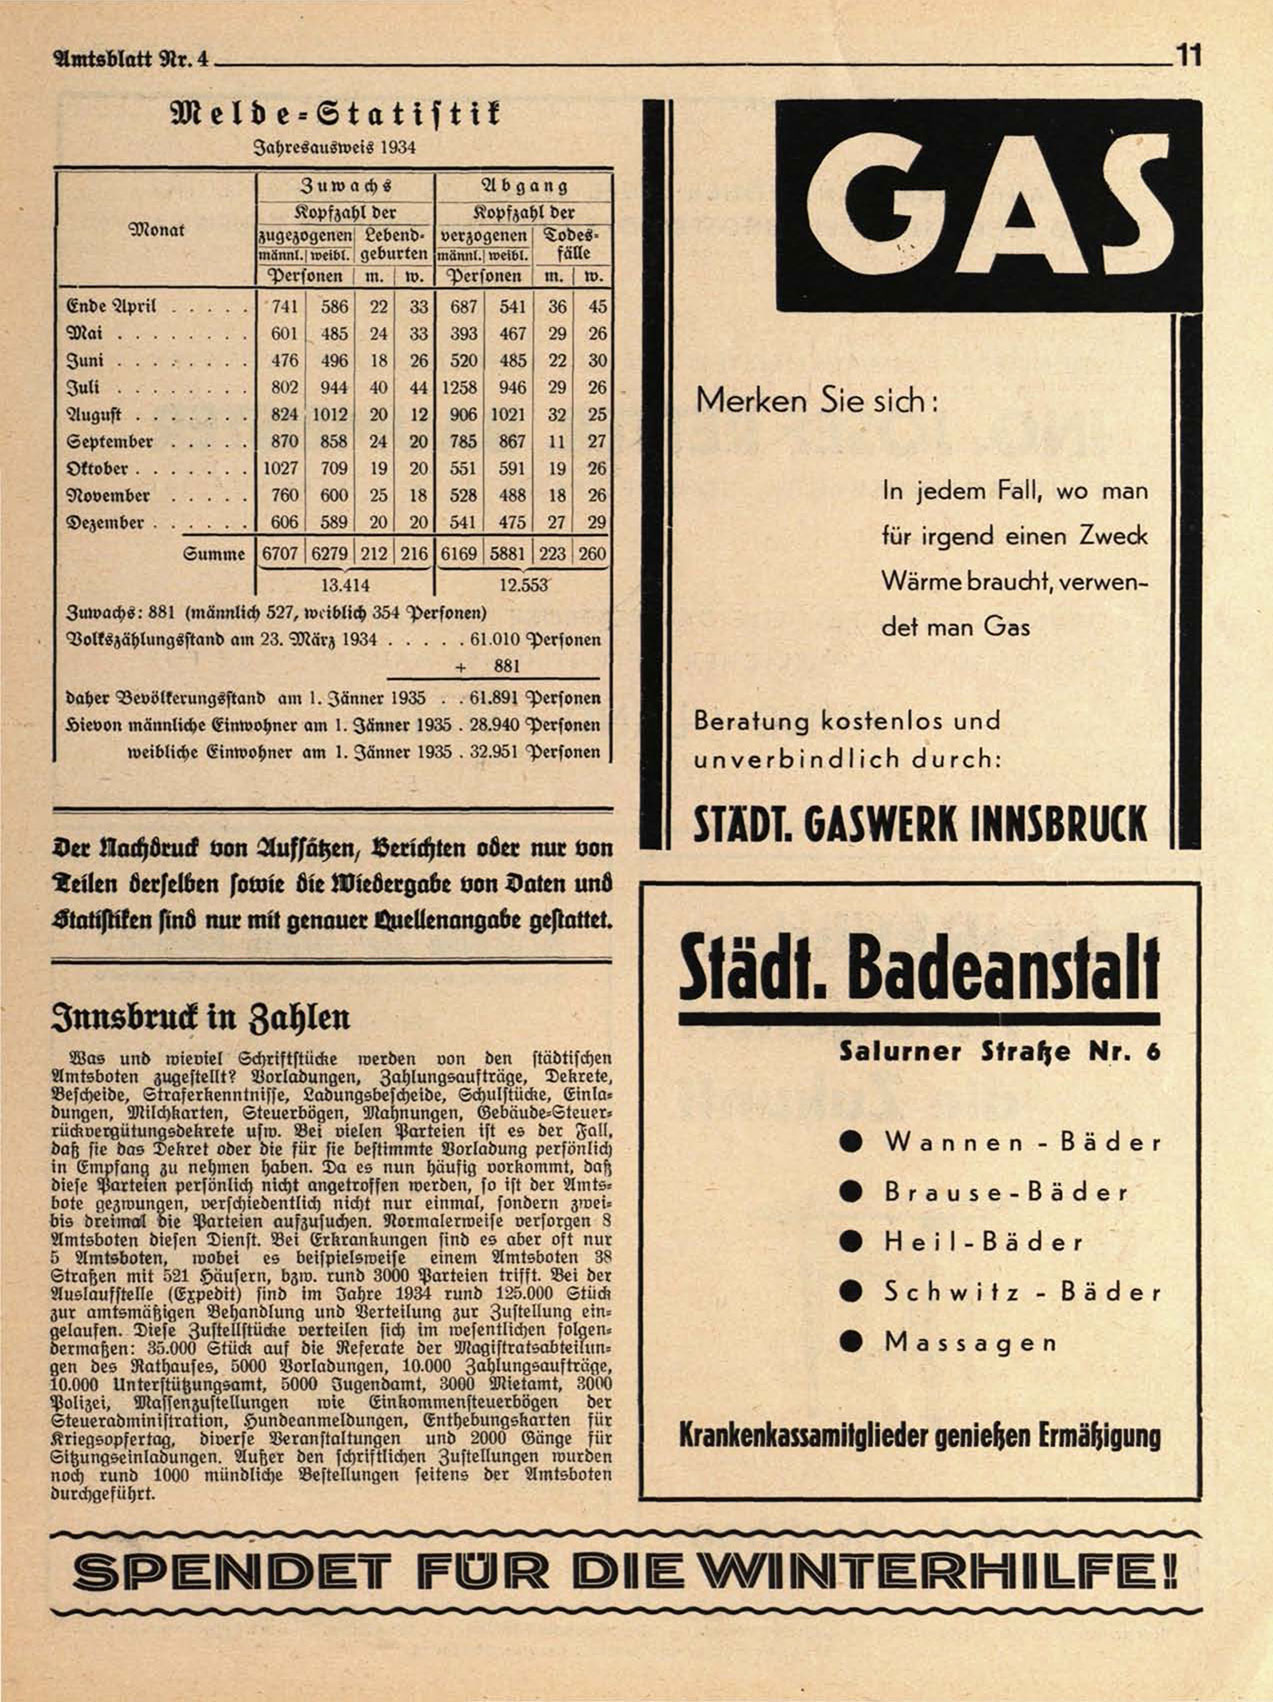 Amtsblatt Nr. 4
11
Melde-Statistik
Jahresausweis 1934
Monat
Zuwachs
Abgang
Kopfzahl der
Kopfzahl der
zugezogenen Lebend-
verzogenen Todes-
männl. weibl. geburten männl. weibl. fälle
Personen m. w. Personen m. w.
Ende April . . . . . 741 586 22 33 687 541 36 45
Mai . . . . . . . . 601 485 24 33 393 467 29 26
Juni . . . . . . . . 476 496 18 26 520 485 22 30
Juli . . . . . . . . 802 944 40 44 1258 946 29 26
August . . . . . . . 824 1012 20 12 906 1021 32 25
September . . . . . 870 858 24 20 785 867 11 27
Oktober . . . . . . . 1027 709 19 20 551 591 19 26
November . . . . . 760 600 25 18 528 488 18 26
Dezember . . . . . . 606 589 20 20 541 475 27 29
Summe 6707 6279 212 216 6169 5881 223 260
13.414 12.553
Zuwachs: 881 (männlich 527, weiblich 354 Personen)
Volkszählungsstand am 23. März 1934 . . . . . 61.010 Personen
+ 881
daher Bevölkerungsstand am 1. Jänner 1935 . . 61.891 Personen
Hievon männliche Einwohner am 1. Jänner 1935 . 28.940 Personen
weibliche Einwohner am 1. Jänner 1935 . 32.951 Personen
Der Nachdruck von Aufsätzen, Berichten oder nur von
Teilen derselben sowie die Wiedergabe von Daten und
Statistiken sind nur mit genauer Quellenangabe gestattet.
Innsbruck in Zahlen
Was und wieviel Schriftstücke werden von den städtischen
Amtsboten zugestellt? Vorladungen, Zahlungsaufträge, Dekrete,
Bescheide, Straferkenntnisse, Ladungsbescheide, Schulstücke, Einla-
dungen, Milchkarten, Steuerbögen, Mahnungen, Gebäude-Steuer-
rückvergütungsdekrete usw. Bei vielen Parteien ist es der Fall,
daß sie das Dekret oder die für sie bestimmte Vorladung persönlich
in Empfang zu nehmen haben. Da es nun häufig vorkommt, daß
diese Parteien persönlich nicht angetroffen werden, so ist der Amts-
bote gezwungen, verschiedentlich nicht nur einmal, sondern zwei-
bis dreimal die Parteien aufzusuchen. Normalerweise versorgen 8
Amtsboten diesen Dienst. Bei Erkrankungen sind es aber oft nur
5 Amtsboten, wobei es beispielsweise einem Amtsboten 38
Straßen mit 521 Häusern, bzw. rund 3000 Parteien trifft. Bei der
Auslaufstelle (Expedit) sind im Jahre 1934 rund 125.000 Stück
zur amtsmäßigen Behandlung und Verteilung zur Zustellung ein-
gelaufen. Diese Zustellstücke verteilen sich im wesentlichen folgen-
dermaßen: 35.000 Stück auf die Referate der Magistratsabteilun-
gen des Rathauses, 5000 Vorladungen, 10.000 Zahlungsaufträge,
10.000 Unterstützungsamt, 5000 Jugendamt, 3000 Mietamt, 3000
Polizei, Massenzustellungen wie Einkommensteuerbögen der
Steueradministration, Hundeanmeldungen, Enthebungskarten für
Kriegsopfertag, diverse Veranstaltungen und 2000 Gänge für
Sitzungseinladungen. Außer den schriftlichen Zustellungen wurden
noch rund 1000 mündliche Bestellungen seitens der Amtsboten
durchgeführt.
GAS
Merken Sie sich:
In jedem Fall, wo man
für irgend einen Zweck
Wärme braucht, verwen-
det man Gas
Beratung kostenlos und
unverbindlich durch:
STÄDT. GASWERK INNSBRUCK
Städt. Badeanstalt
Salurner Straße Nr. 6
● Wannen-Bäder
● Brause-Bäder
● Heil-Bäder
● Schwitz-Bäder
● Massagen
Krankenkassamitglieder genießen Ermäßigung
SPENDET FÜR DIE WINTERHILFE!